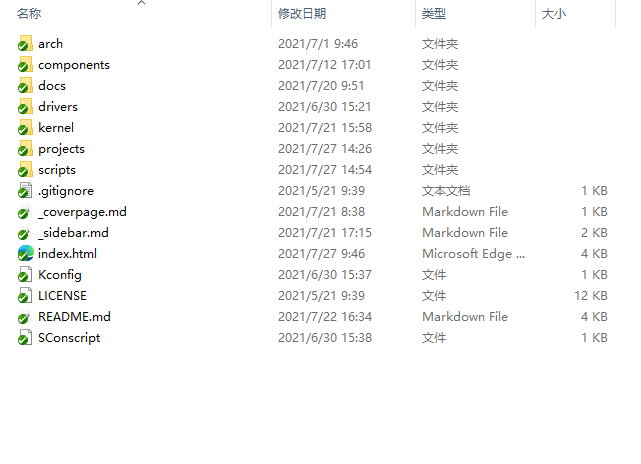 名称 修改日期 类型 大小
arch 2021/7/1 9:46 文件夹
components 2021/7/12 17:01 文件夹
docs 2021/7/20 9:51 文件夹
drivers 2021/6/30 15:21 文件夹
kernel 2021/7/21 15:58 文件夹
projects 2021/7/27 14:26 文件夹
scripts 2021/7/27 14:54 文件夹
.gitignore 2021/5/21 9:39 文本文档 1 KB
_coverpage.md 2021/7/21 8:38 Markdown File 1 KB
_sidebar.md 2021/7/21 17:15 Markdown File 2 KB
index.html 2021/7/27 9:46 Microsoft Edge ... 4 KB
Kconfig 2021/6/30 15:37 文件 1 KB
LICENSE 2021/5/21 9:39 文件 12 KB
README.md 2021/7/22 16:34 Markdown File 4 KB
SConscript 2021/6/30 15:38 文件 1 KB